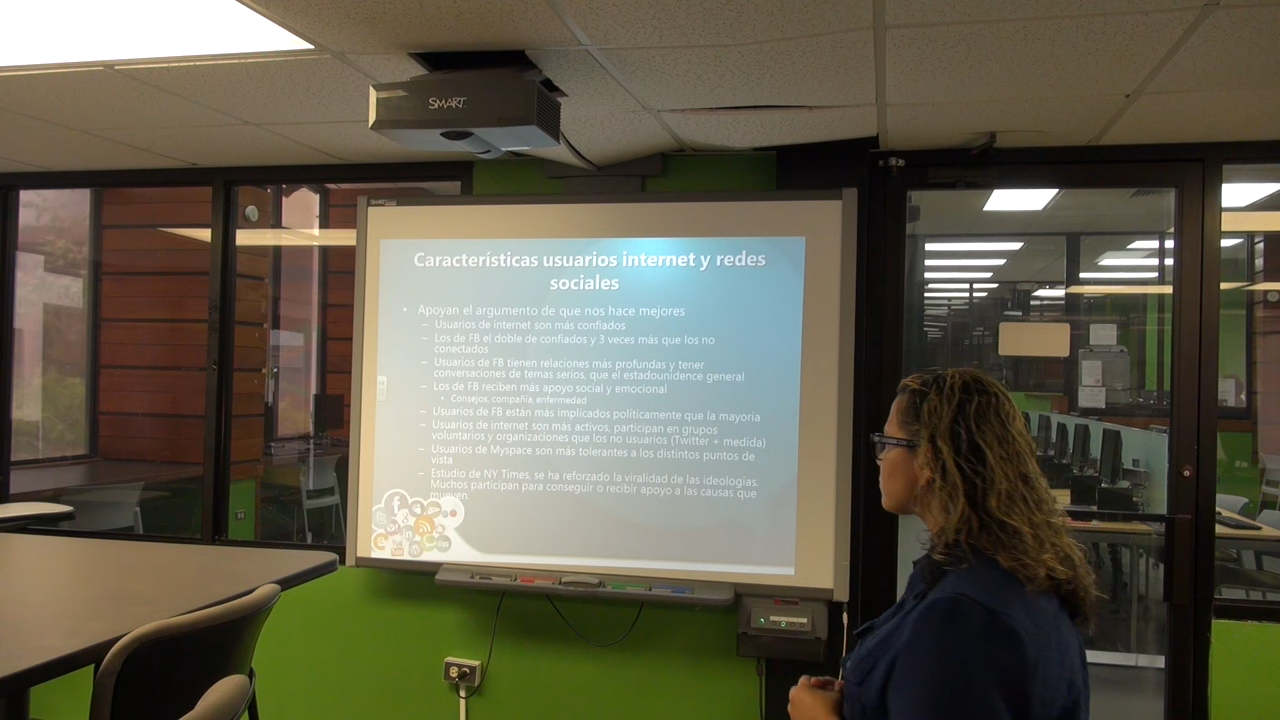 SMART
SMART
Características usuarios internet y redes
sociales
• Apoyan el argumento de que nos hace mejores
– Usuarios de internet son más confiados
– Los de FB el doble de confiados y 3 veces más que los no
conectados
– Usuarios de FB tienen relaciones más profundas y tener
conversaciones de temas serios, que el estadounidence general
– Los de FB reciben más apoyo social y emocional
• Consejos, compañía, enfermedad
– Usuarios de FB están más implicados políticamente que la mayoría
– Usuarios de internet son más activos, participan en grupos
voluntarios y organizaciones que los no usuarios (Twitter + medida)
– Usuarios de Myspace son más tolerantes a los distintos puntos de
vista
– Estudio de NY Times, se ha reforzado la viralidad de las ideologías.
Muchos participan para conseguir o recibir apoyo a las causas que
mueven.